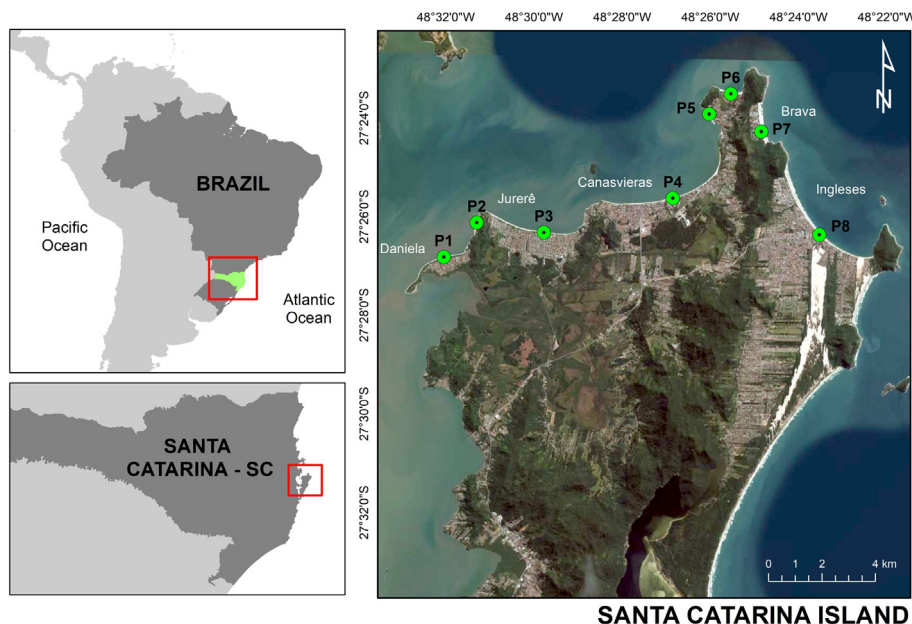 BRAZIL
Pacific
Ocean
Atlantic
Ocean
SANTA
CATARINA - SC
48°32'0"W
48°30'0"W
48°28'0"W
48°26'0"W
48°24'0"W
48°22'0"W
27°24'0"S
27°26'0"S
27°28'0"S
27°30'0"S
27°32'0"S
N
P6
P5
Brava
P7
Canasvieras
P4
Ingleses
Jurerê
P2
P3
P8
Daniela
P1
0 1 2 4 km
SANTA CATARINA ISLAND